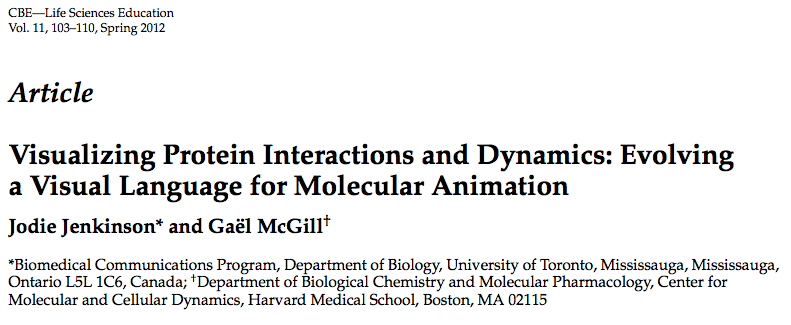 CBE—Life Sciences Education
Vol. 11, 103–110, Spring 2012
Article
Visualizing Protein Interactions and Dynamics: Evolving
a Visual Language for Molecular Animation
Jodie Jenkinson* and Gaël McGill†
*Biomedical Communications Program, Department of Biology, University of Toronto, Mississauga, Mississauga,
Ontario L5L 1C6, Canada; †Department of Biological Chemistry and Molecular Pharmacology, Center for
Molecular and Cellular Dynamics, Harvard Medical School, Boston, MA 02115